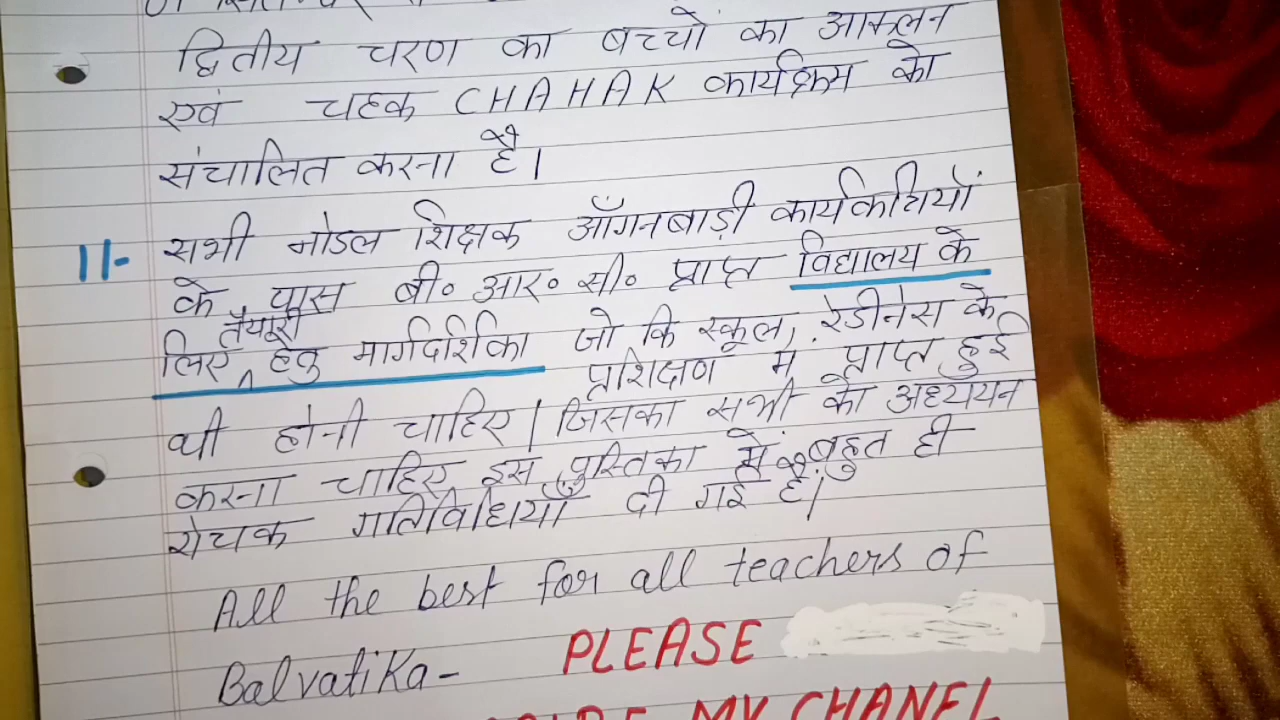 द्वितीय चरण का बच्चों का आकलन
एवं चहक CHAHAK कार्यक्रम को
संचालित करना है।
11- सभी नोडल शिक्षक आँगनबाड़ी कार्यकत्रियों
के पास बी० आर० सी० प्राप्त विद्यालय के
लिए तैयारी हेतु मार्गदर्शिका जो कि स्कूल, रेडीनेस के
प्रशिक्षण में प्राप्त हुई
थी होनी चाहिए | जिसका सभी को अध्ययन
करना चाहिए इस पुस्तिका में बहुत ही
रोचक गतिविधियाँ दी गई हैं।
All the best for all teachers of
Balvatika-
PLEASE
MY CHANEL